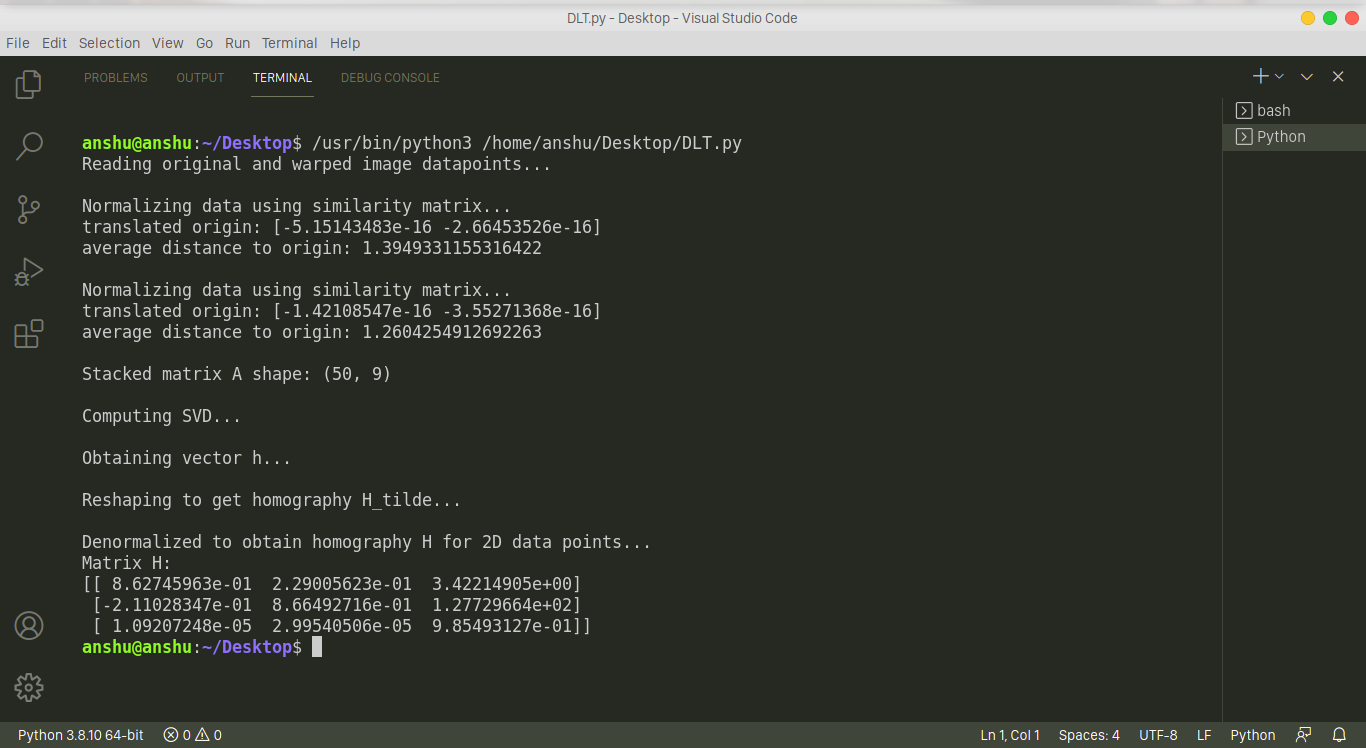 DLT.py - Desktop - Visual Studio Code
File Edit Selection View Go Run Terminal Help
PROBLEMS OUTPUT TERMINAL DEBUG CONSOLE
bash
Python
anshu@anshu:~/Desktop$ /usr/bin/python3 /home/anshu/Desktop/DLT.py
Reading original and warped image datapoints...
Normalizing data using similarity matrix...
translated origin: [-5.15143483e-16 -2.66453526e-16]
average distance to origin: 1.3949331155316422
Normalizing data using similarity matrix...
translated origin: [-1.42108547e-16 -3.55271368e-16]
average distance to origin: 1.2604254912692263
Stacked matrix A shape: (50, 9)
Computing SVD...
Obtaining vector h...
Reshaping to get homography H_tilde...
Denormalized to obtain homography H for 2D data points...
Matrix H:
[[ 8.62745963e-01  2.29005623e-01  3.42214905e+00]
 [-2.11028347e-01  8.66492716e-01  1.27729664e+02]
 [ 1.09207248e-05  2.99540506e-05  9.85493127e-01]]
anshu@anshu:~/Desktop$
Python 3.8.10 64-bit 0 0 Ln 1, Col 1 Spaces: 4 UTF-8 LF Python